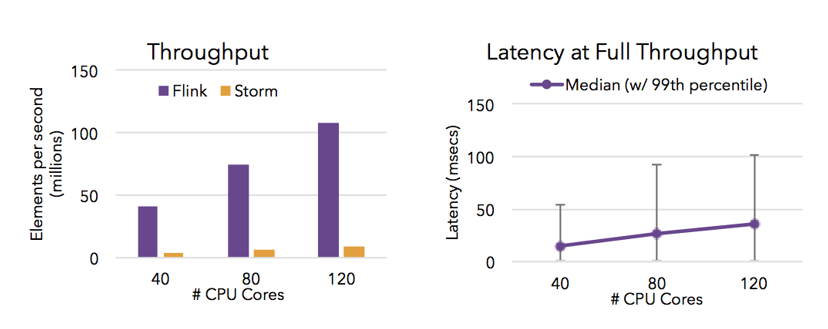 Throughput
150
Flink Storm
100
50
0
Elements per second
(millions)
40 80 120
# CPU Cores
Latency at Full Throughput
Median (w/ 99th percentile)
150
100
50
0
Latency (msecs)
40 80 120
# CPU Cores